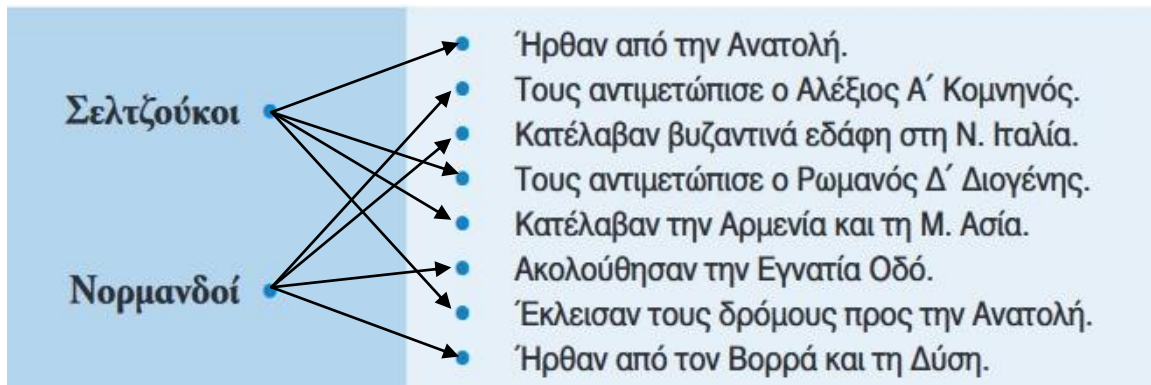 Σελτζούκοι
Νορμανδοί
Ήρθαν από την Ανατολή.
Τους αντιμετώπισε ο Αλέξιος Α΄ Κομνηνός.
Κατέλαβαν βυζαντινά εδάφη στη Ν. Ιταλία.
Τους αντιμετώπισε ο Ρωμανός Δ΄ Διογένης.
Κατέλαβαν την Αρμενία και τη Μ. Ασία.
Ακολούθησαν την Εγνατία Οδό.
Έκλεισαν τους δρόμους προς την Ανατολή.
Ήρθαν από τον Βορρά και τη Δύση.